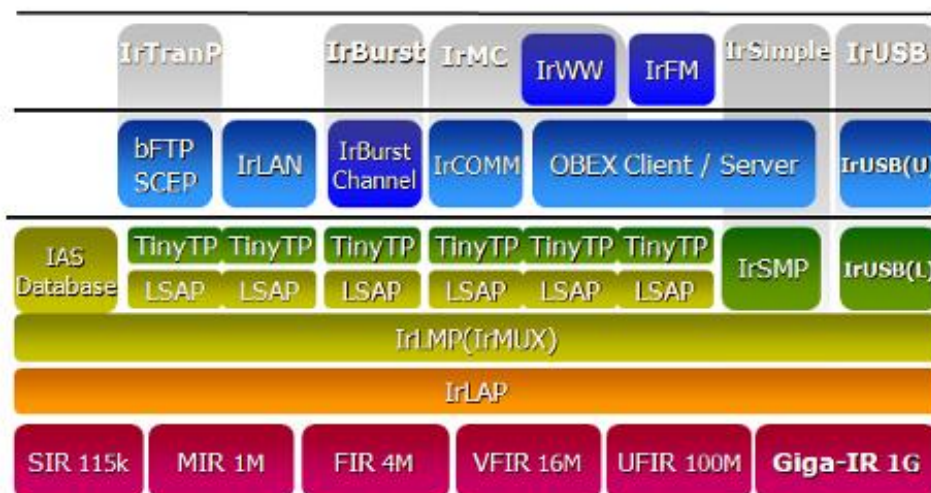 IrTranP IrBurst IrMC IrWW IrFM IrSimple IrUSB
bFTP
SCEP
IrLAN
IrBurst
Channel
IrCOMM
OBEX Client / Server
IrUSB(U)
IAS
Database
TinyTP TinyTP TinyTP TinyTP TinyTP TinyTP
LSAP LSAP LSAP LSAP LSAP LSAP
IrSMP
IrUSB(L)
IrLMP(IrMUX)
IrLAP
SIR 115k MIR 1M FIR 4M VFIR 16M UFIR 100M Giga-IR 1G